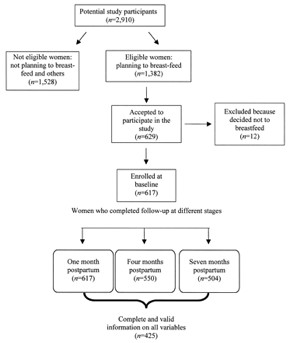 Potential study participants
(n=2,910)
Not eligible women:
not planning to breast-
feed and others
(n=1,528)
Eligible women:
planning to breast-feed
(n=1,382)
Accepted to
participate in the
study
(n=629)
Excluded because
decided not to
breastfeed
(n=12)
Enrolled at
baseline
(n=617)
Women who completed follow-up at different stages
One month
postpartum
(n=617)
Four months
postpartum
(n=550)
Seven months
postpartum
(n=504)
Complete and valid
information on all variables
(n=425)